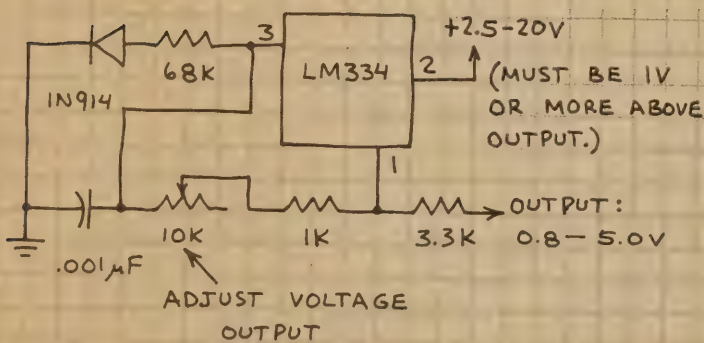 +2.5-20V
3
LM334
2
(MUST BE 1V
OR MORE ABOVE
OUTPUT.)
68K
1N914
1
OUTPUT:
0.8-5.0V
10K
1K
3.3K
.001µF
ADJUST VOLTAGE
OUTPUT